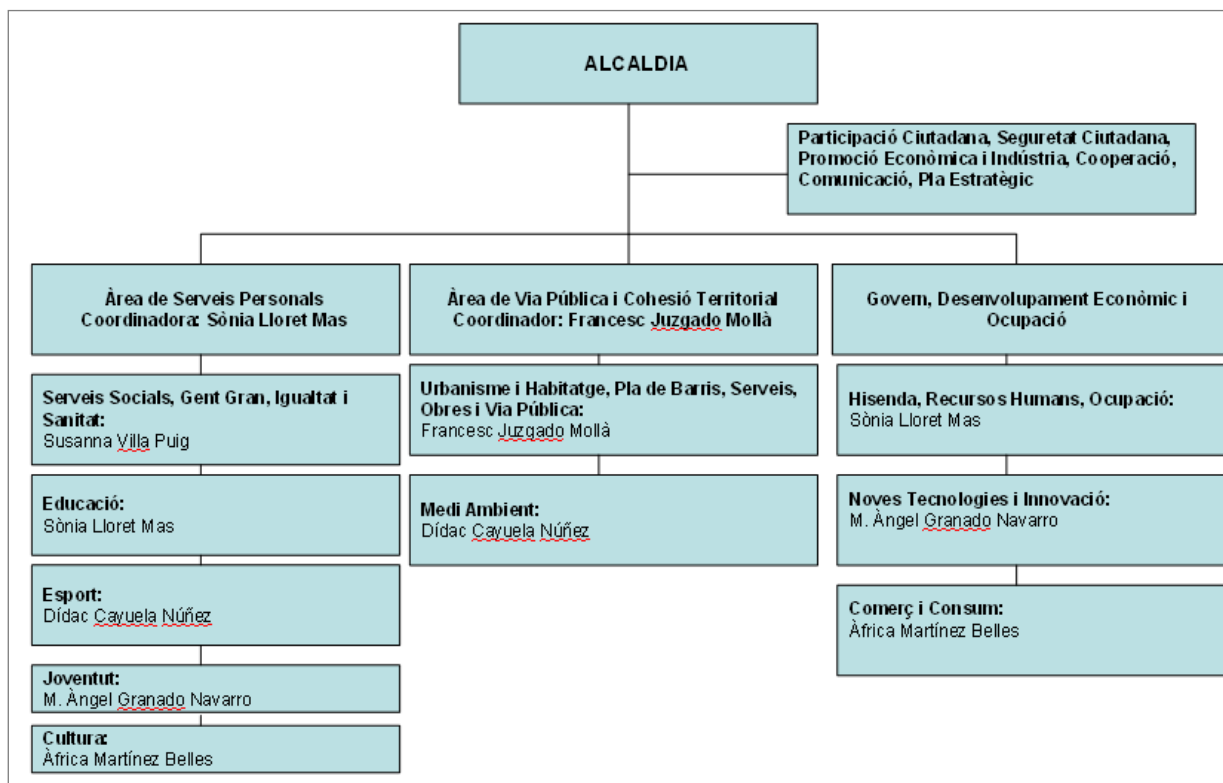 ALCALDIA
Participació Ciutadana, Seguretat Ciutadana,
Promoció Econòmica i Indústria, Cooperació,
Comunicació, Pla Estratègic
Àrea de Serveis Personals
Coordinadora: Sònia Lloret Mas
Serveis Socials, Gent Gran, Igualtat i
Sanitat:
Susanna Villa Puig
Educació:
Sònia Lloret Mas
Esport:
Dídac Cayuela Núñez
Joventut:
M. Àngel Granado Navarro
Cultura:
Àfrica Martínez Belles
Àrea de Via Pública i Cohesió Territorial
Coordinador: Francesc Juzgado Mollà
Urbanisme i Habitatge, Pla de Barris, Serveis,
Obres i Via Pública:
Francesc Juzgado Mollà
Medi Ambient:
Dídac Cayuela Núñez
Govern, Desenvolupament Econòmic i
Ocupació
Hisenda, Recursos Humans, Ocupació:
Sònia Lloret Mas
Noves Tecnologies i Innovació:
M. Àngel Granado Navarro
Comerç i Consum:
Àfrica Martínez Belles